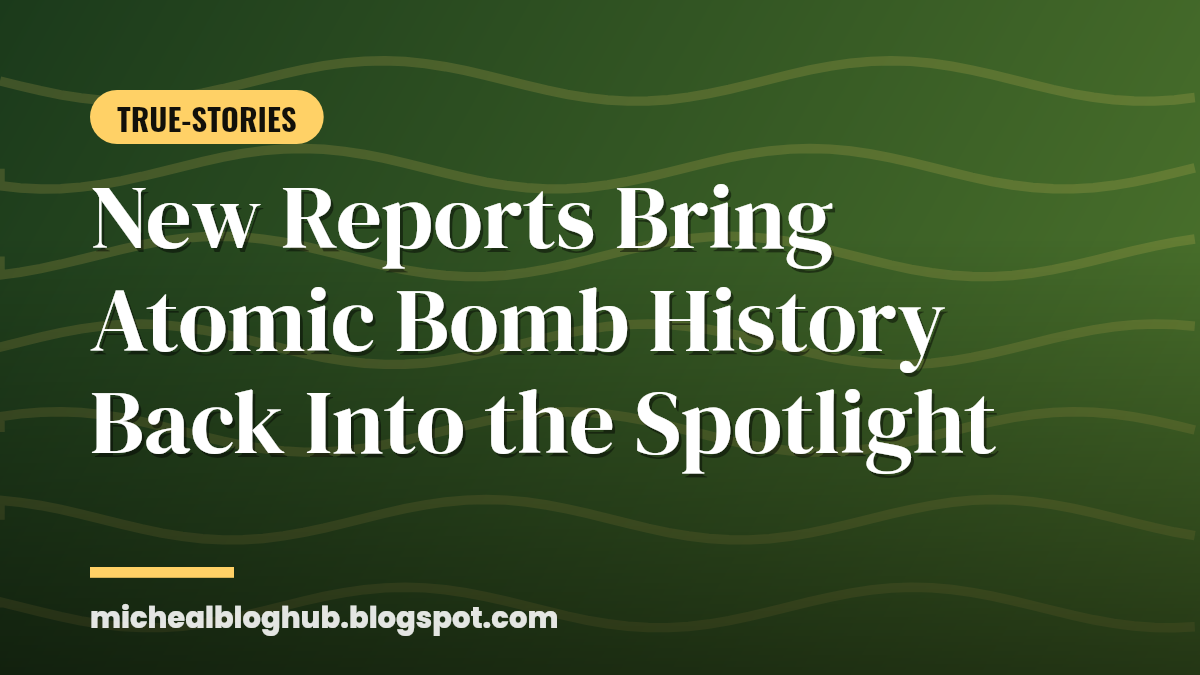 TRUE-STORIES
New Reports Bring
Atomic Bomb History
Back Into the Spotlight
michealbloghub.blogspot.com